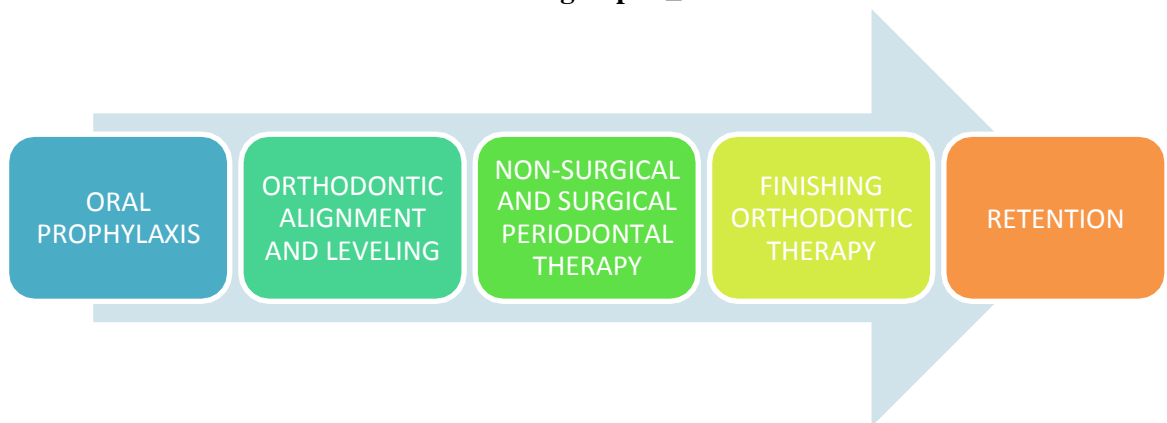 ORAL
PROPHYLAXIS
ORTHODONTIC
ALIGNMENT
AND LEVELING
NON-SURGICAL
AND SURGICAL
PERIODONTAL
THERAPY
FINISHING
ORTHODONTIC
THERAPY
RETENTION